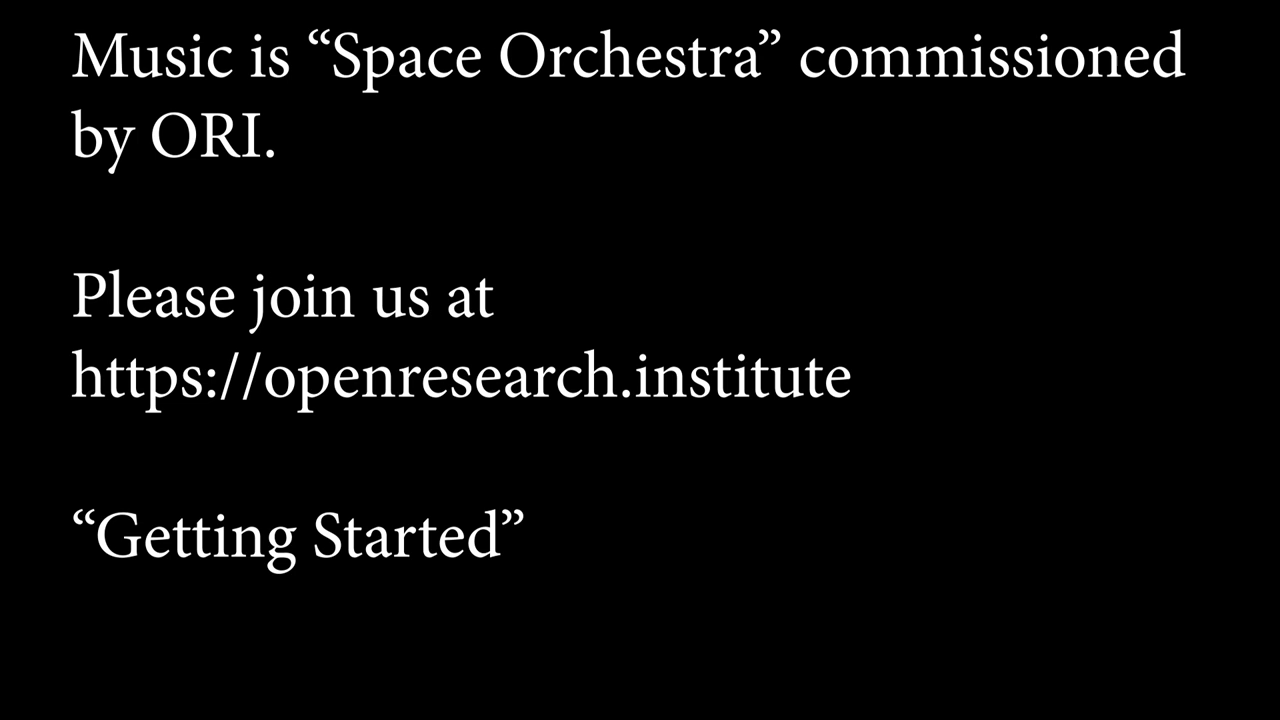 Music is “Space Orchestra” commissioned
by ORI.
Please join us at
https://openresearch.institute
“Getting Started”